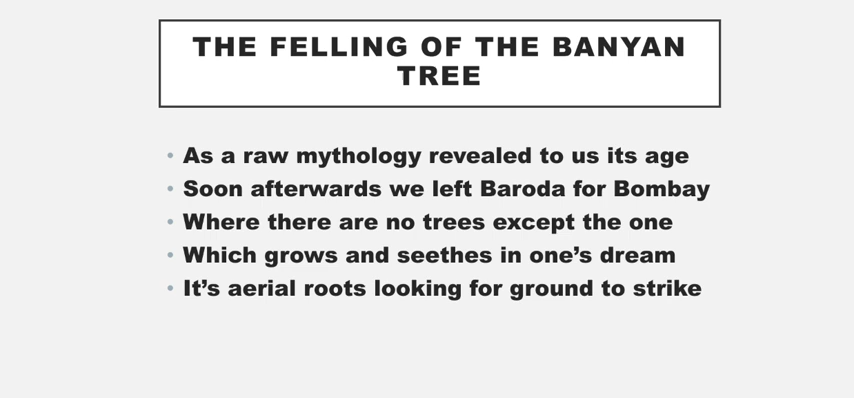 THE FELLING OF THE BANYAN
TREE
• As a raw mythology revealed to us its age
• Soon afterwards we left Baroda for Bombay
• Where there are no trees except the one
• Which grows and seethes in one’s dream
• It’s aerial roots looking for ground to strike